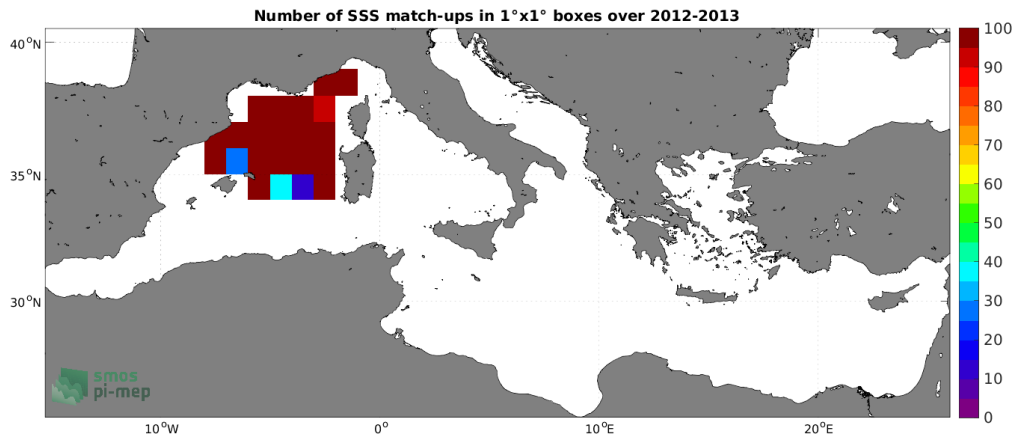 Number of SSS match-ups in 1°x1° boxes over 2012-2013
40°N
35°N
30°N
10°W
0°
10°E
20°E
100
90
80
70
60
50
40
30
20
10
0
smos
pi-mep